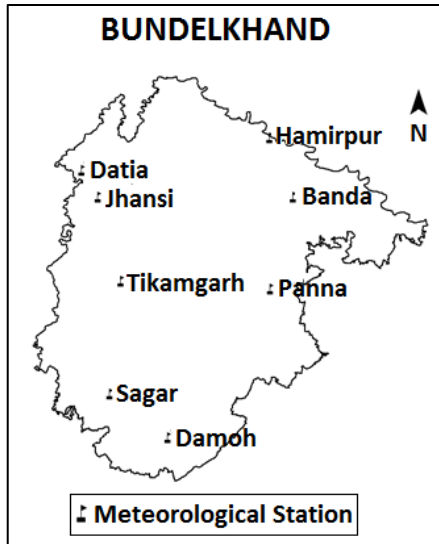 BUNDELKHAND
Hamirpur
N
Datia
Jhansi
Banda
Tikamgarh
Panna
Sagar
Damoh
Meteorological Station